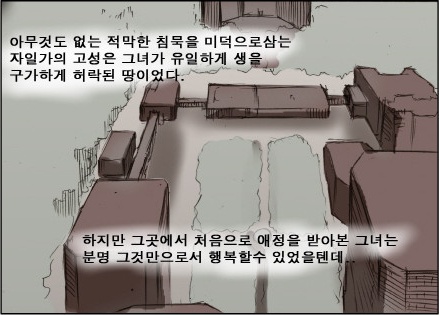 아무것도 없는 적막한 침묵을 미덕으로삼는
자일가의 고성은 그녀가 유일하게 생을
구가하게 허락된 땅이었다.
하지만 그곳에서 처음으로 애정을 받아본 그녀는
분명 그것만으로서 행복할수 있었을텐데...